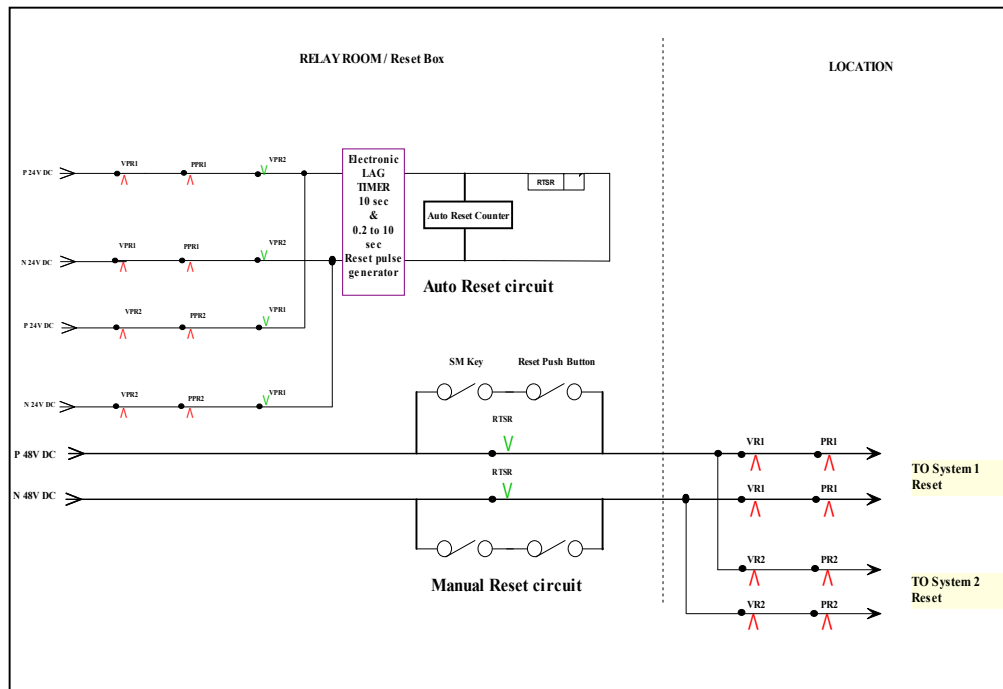 RELAY ROOM / Reset Box
LOCATION
P 24V DC
VPR1
PPR1
VPR2
Electronic
LAG
TIMER
10 sec
&
0.2 to 10
sec
Reset pulse
generator
RTSR
Auto Reset Counter
N 24V DC
VPR1
PPR1
VPR2
Auto Reset circuit
P 24V DC
VPR2
PPR2
VPR1
N 24V DC
VPR2
PPR2
VPR1
SM Key
Reset Push Button
RTSR
P 48V DC
VR1
PR1
TO System 1
Reset
RTSR
N 48V DC
VR1
PR1
Manual Reset circuit
VR2
PR2
TO System 2
Reset
VR2
PR2